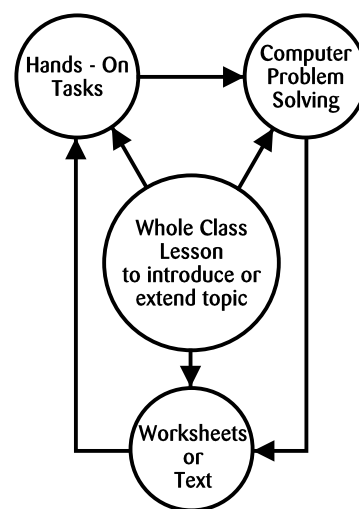 Hands - On
Tasks
Computer
Problem
Solving
Whole Class
Lesson
to introduce or
extend topic
Worksheets
or
Text